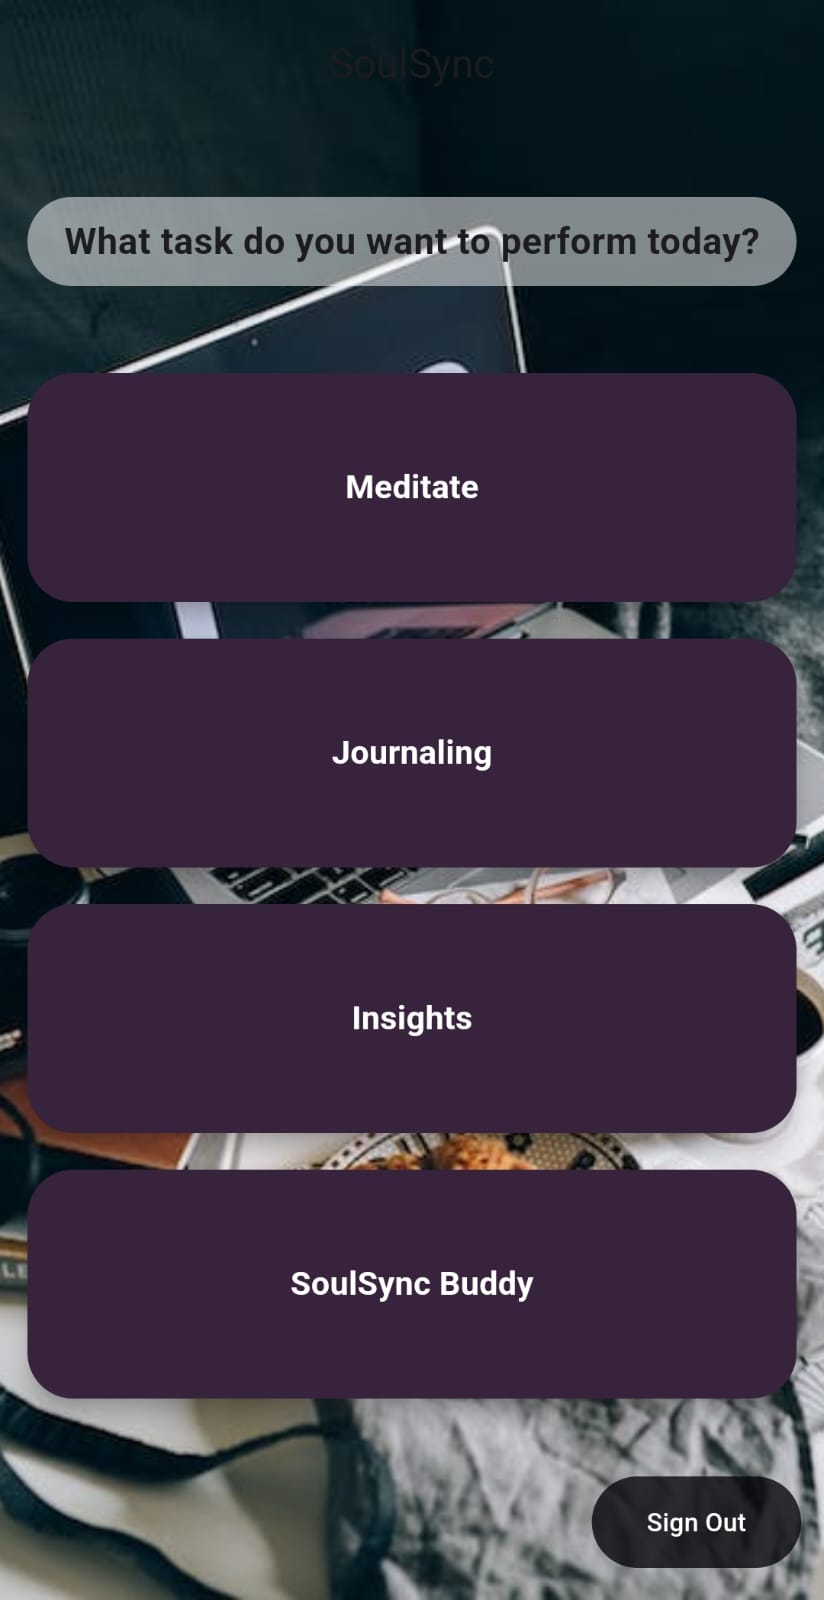 SoulSync
What task do you want to perform today?
Meditate
Journaling
Insights
SoulSync Buddy
Sign Out